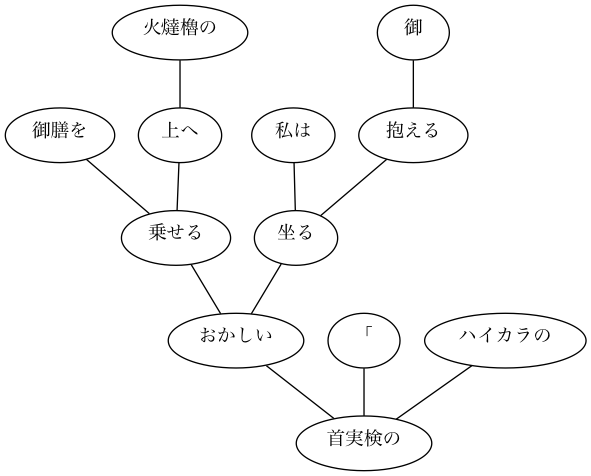 火燵櫓の
御
御膳を
上へ
私は
抱える
乗せる
坐る
おかしい
「
ハイカラの
首実検の